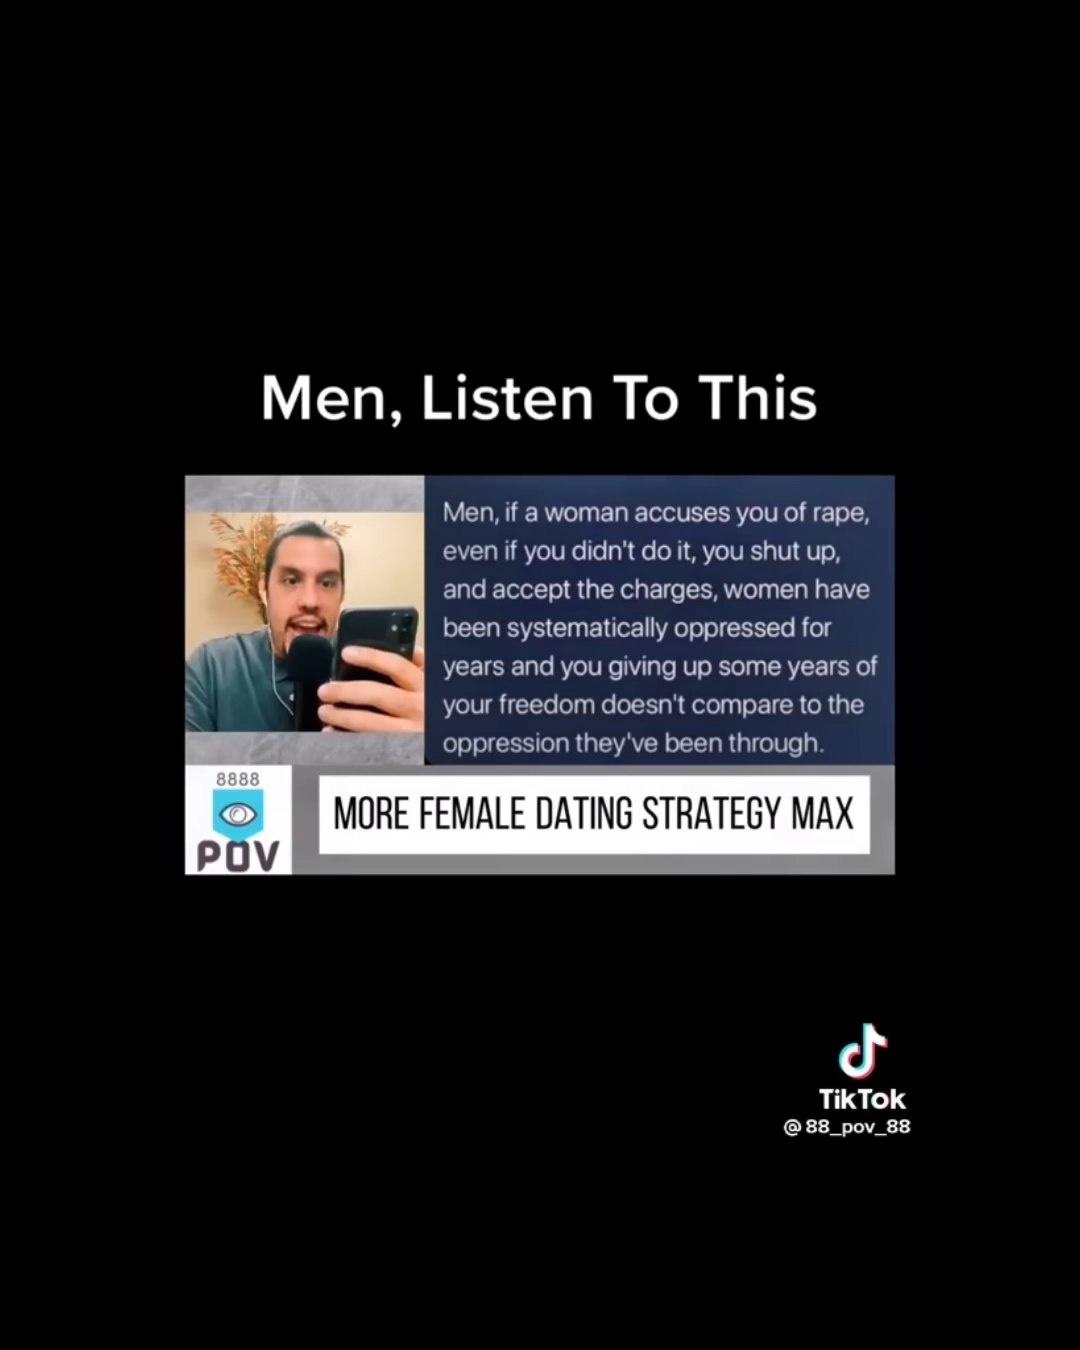 Men, Listen To This
Men, if a woman accuses you of rape,
even if you didn't do it, you shut up,
and accept the charges, women have
been systematically oppressed for
years and you giving up some years of
your freedom doesn't compare to the
oppression they've been through.
8888
POV
MORE FEMALE DATING STRATEGY MAX
TikTok
@88_pov_88